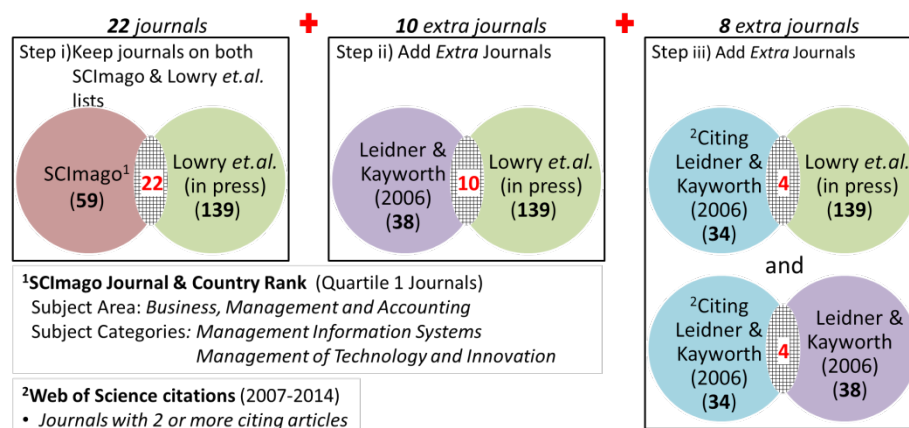 22 journals
+
10 extra journals
+
8 extra journals
Step i)Keep journals on both
SCImago & Lowry et.al.
lists
SCImago1
(59)
22
Lowry et.al.
(in press)
(139)
Step ii) Add Extra Journals
Leidner &
Kayworth
(2006)
(38)
10
Lowry et.al.
(in press)
(139)
Step iii) Add Extra Journals
2Citing
Leidner &
Kayworth
(2006)
(34)
4
Lowry et.al.
(in press)
(139)
and
2Citing
Leidner &
Kayworth
(2006)
(34)
4
Leidner &
Kayworth
(2006)
(38)
1SCImago Journal & Country Rank (Quartile 1 Journals)
Subject Area: Business, Management and Accounting
Subject Categories: Management Information Systems
Management of Technology and Innovation
2Web of Science citations (2007-2014)
• Journals with 2 or more citing articles